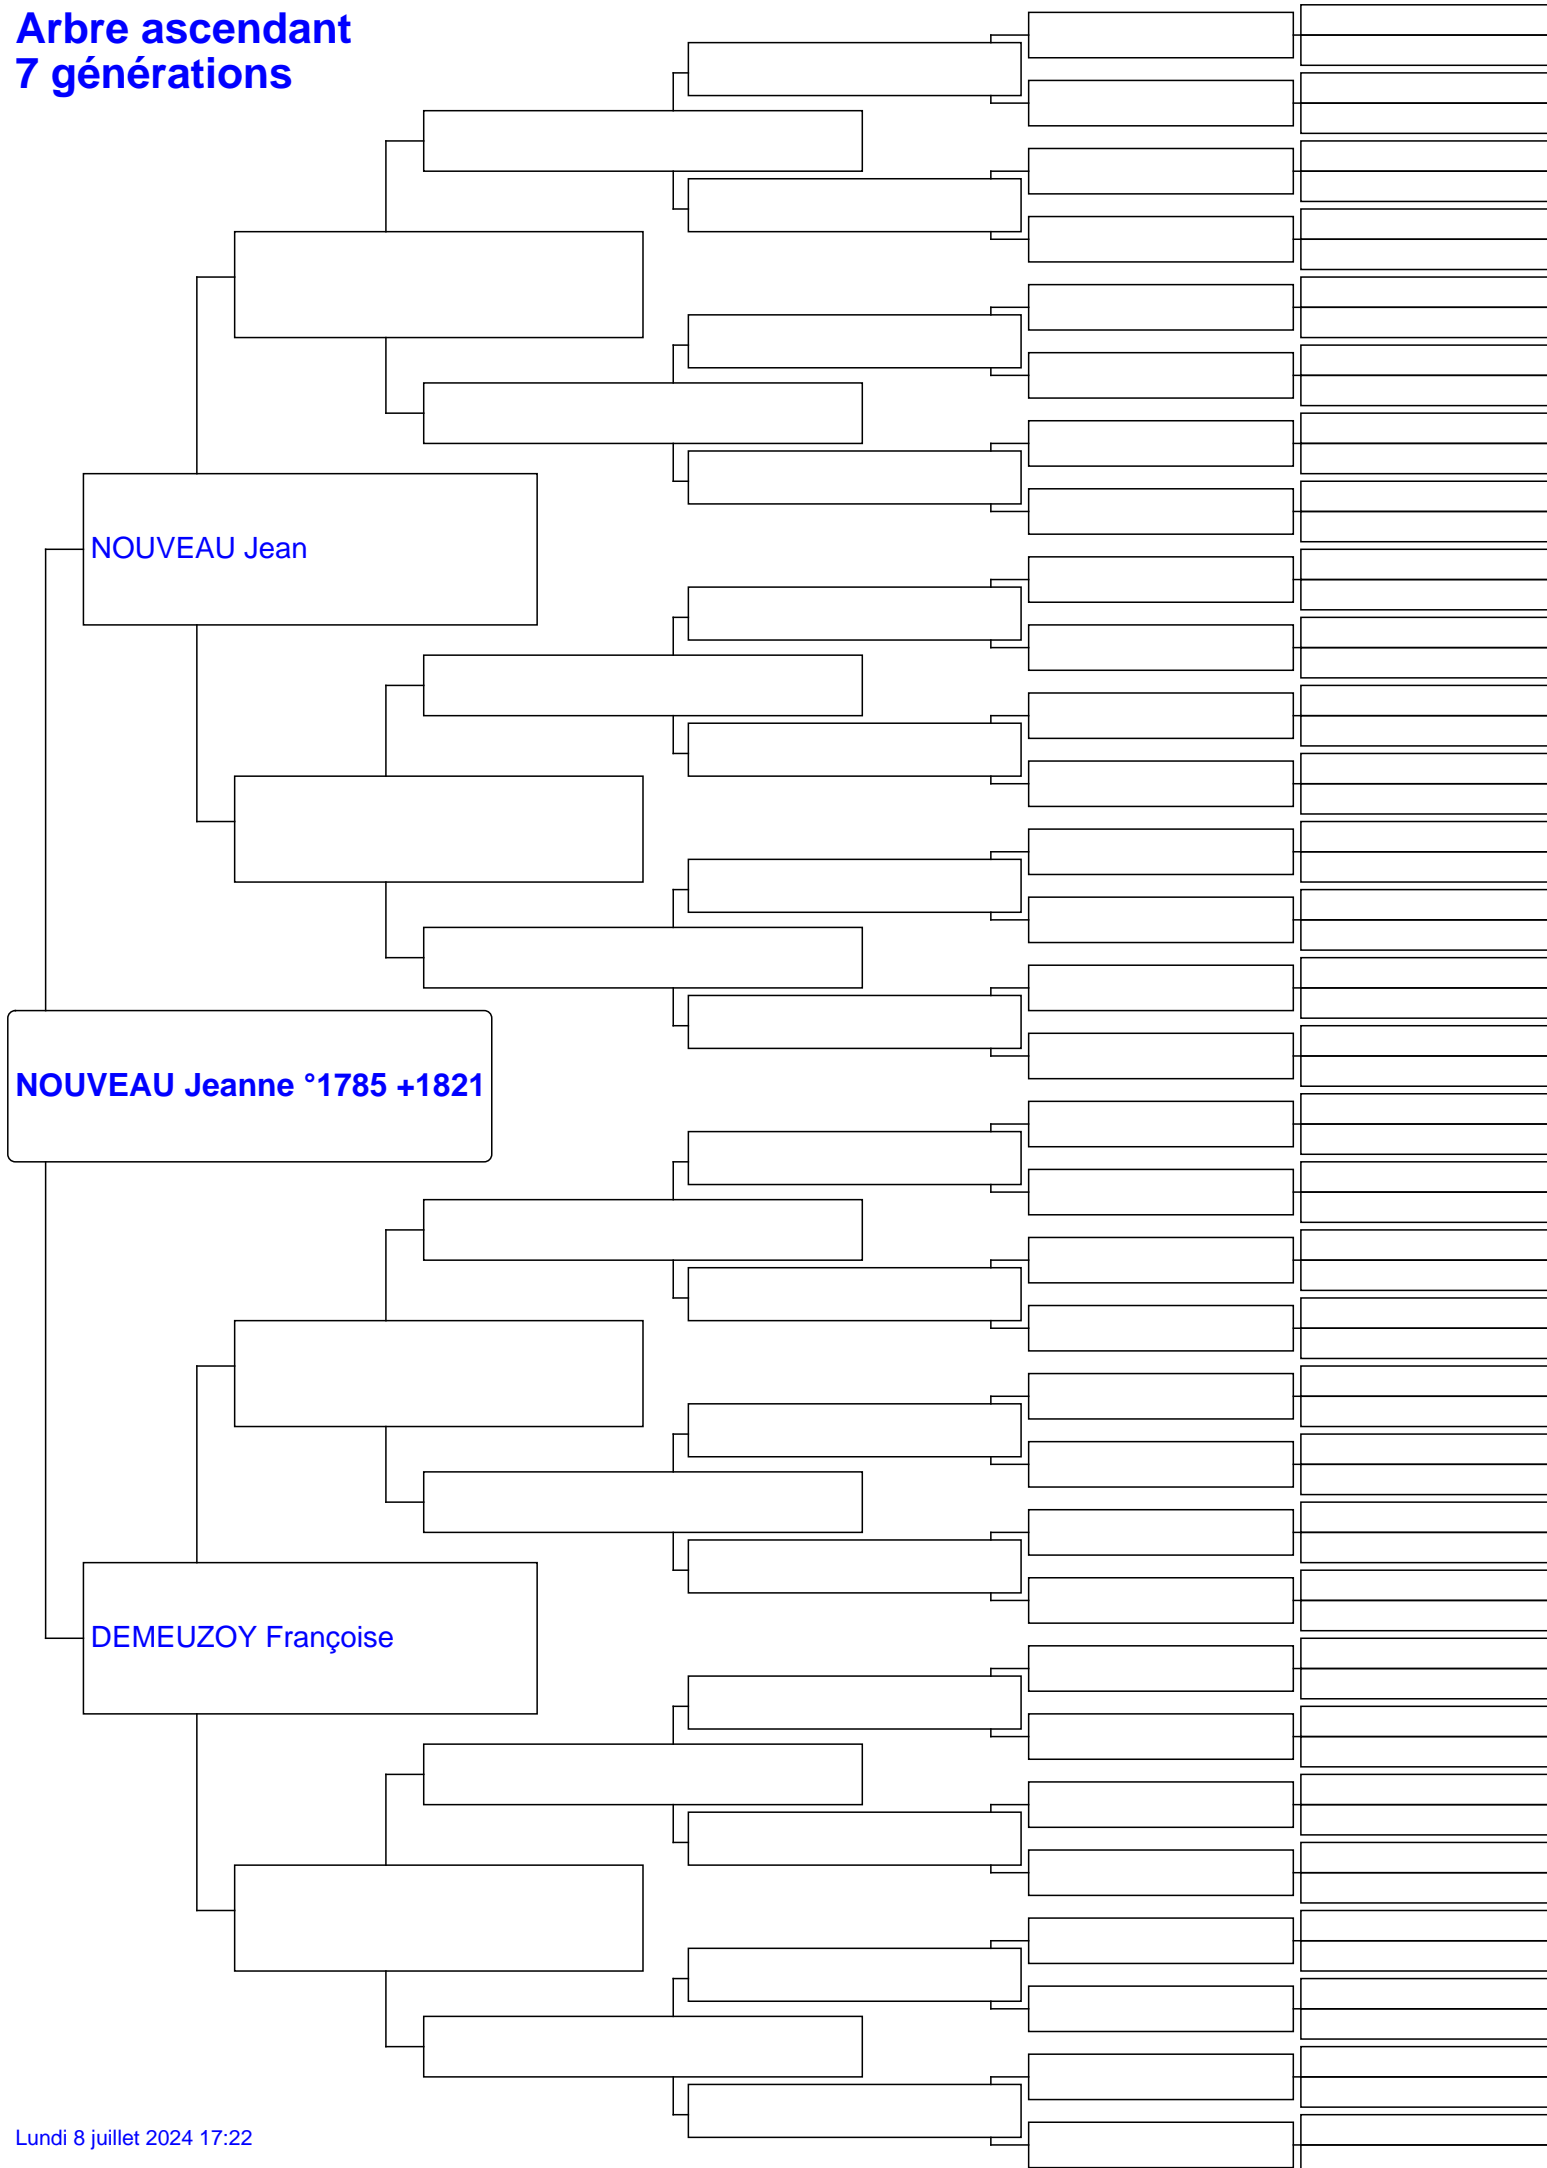 Arbre ascendant
7 générations
NOUVEAU Jean
NOUVEAU Jeanne °1785 +1821
DEMEUZOY Françoise
Lundi 8 juillet 2024 17:22